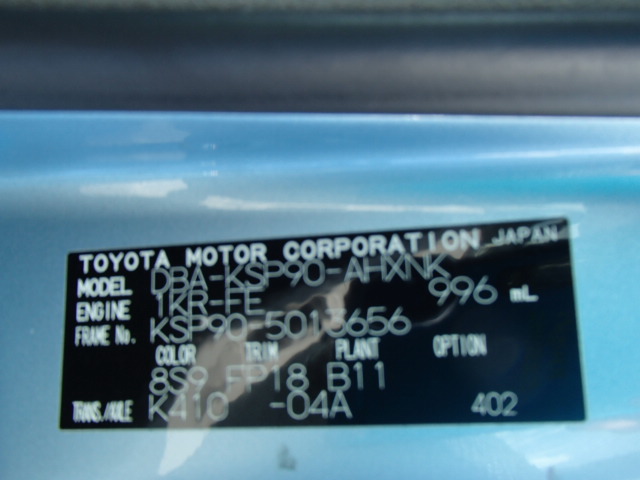 TOYOTA MOTOR CORPORATION JAPAN
MODEL DBA-KSP90-AHXNK
ENGINE 1KR-FE 996 mL
FRAME No. KSP90-5013656
COLOR TRIM PLANT OPTION
8S9 FP18 B11
TRANS./AXLE K410 -04A 402